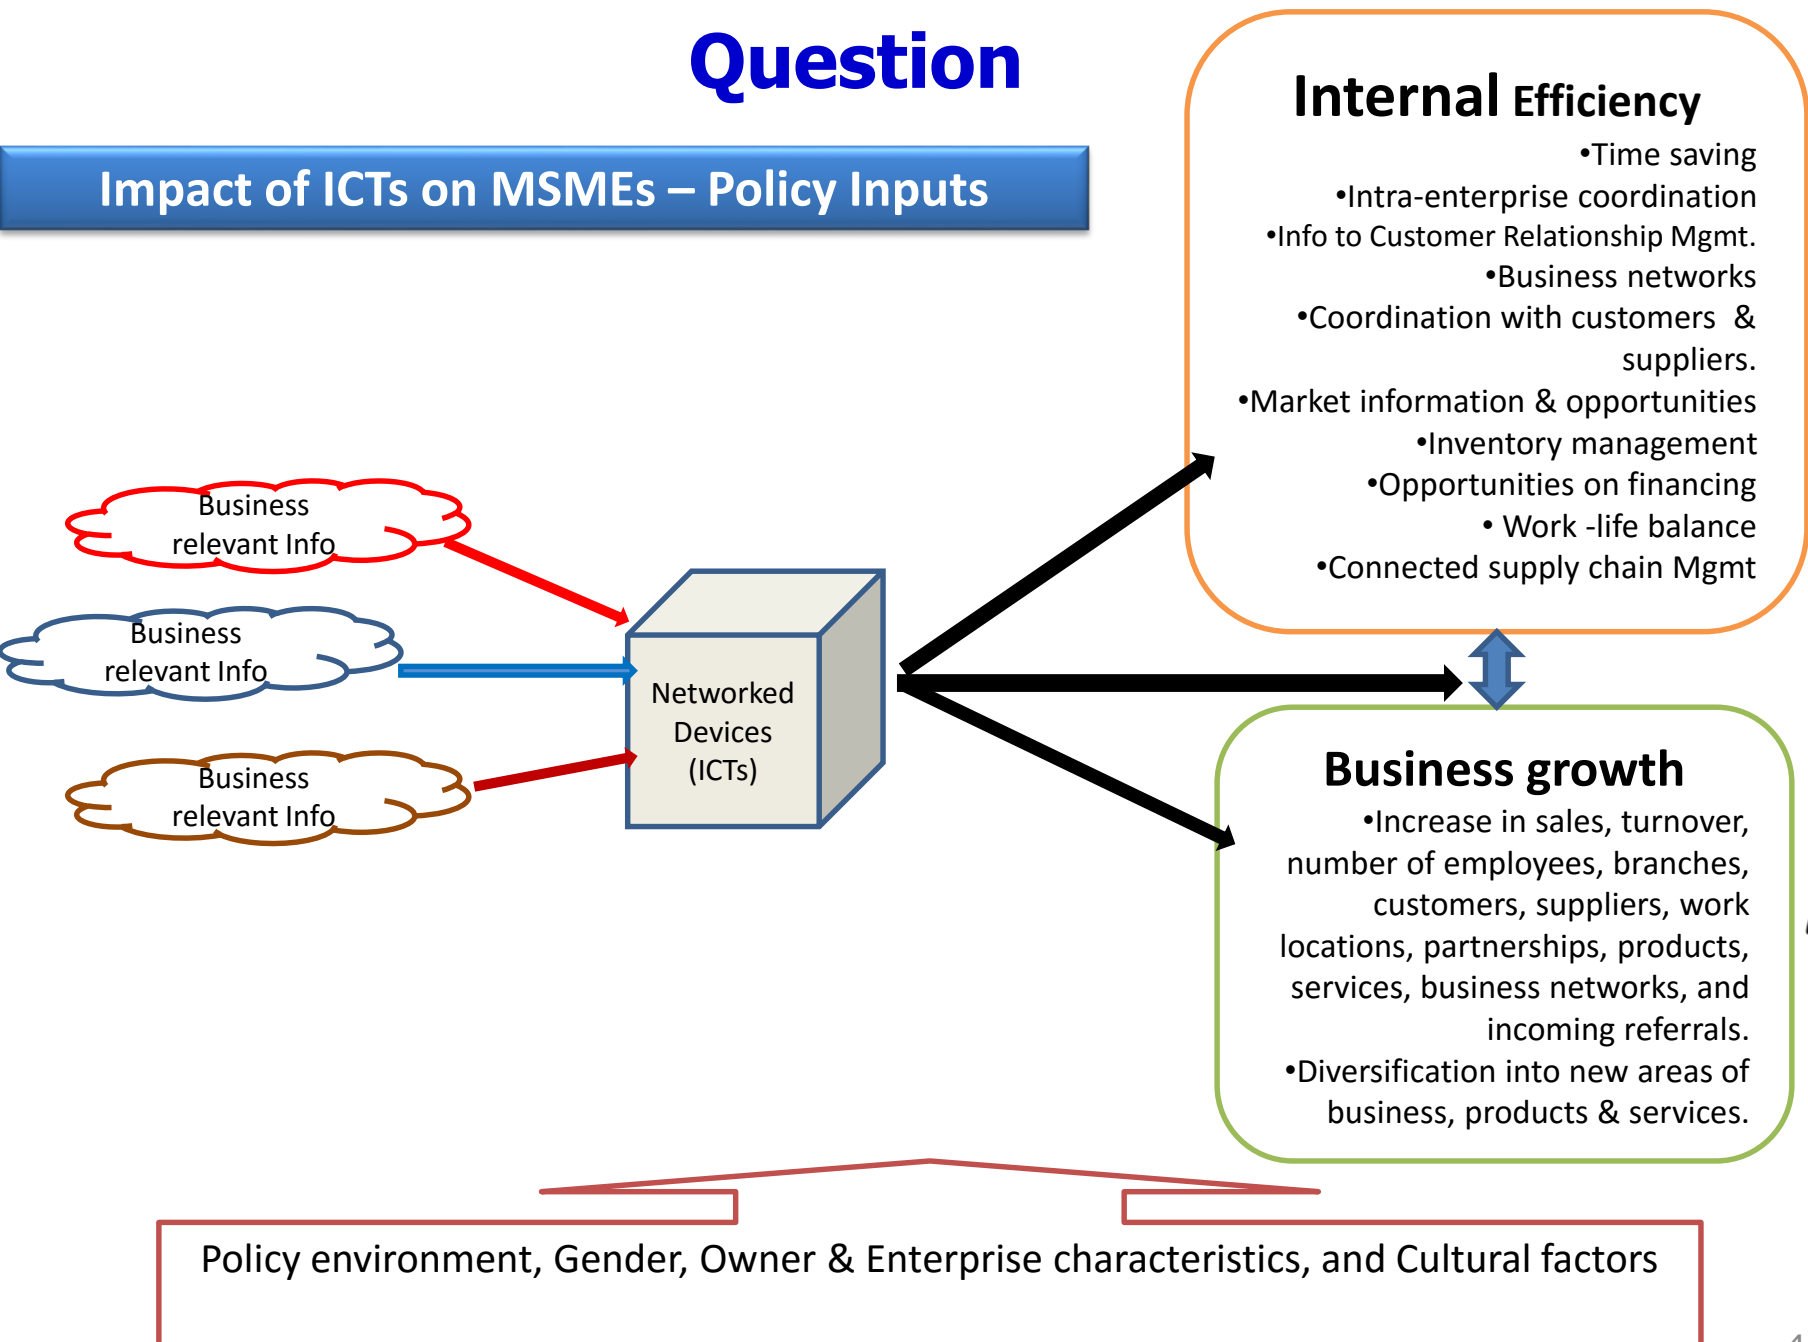 Question
Impact of ICTs on MSMEs – Policy Inputs
Internal Efficiency
•Time saving
•Intra-enterprise coordination
•Info to Customer Relationship Mgmt.
•Business networks
•Coordination with customers &
suppliers.
•Market information & opportunities
•Inventory management
•Opportunities on financing
• Work -life balance
•Connected supply chain Mgmt
Business
relevant Info
Business
relevant Info
Business
relevant Info
Networked
Devices
(ICTs)
Business growth
•Increase in sales, turnover,
number of employees, branches,
customers, suppliers, work
locations, partnerships, products,
services, business networks, and
incoming referrals.
•Diversification into new areas of
business, products & services.
Policy environment, Gender, Owner & Enterprise characteristics, and Cultural factors